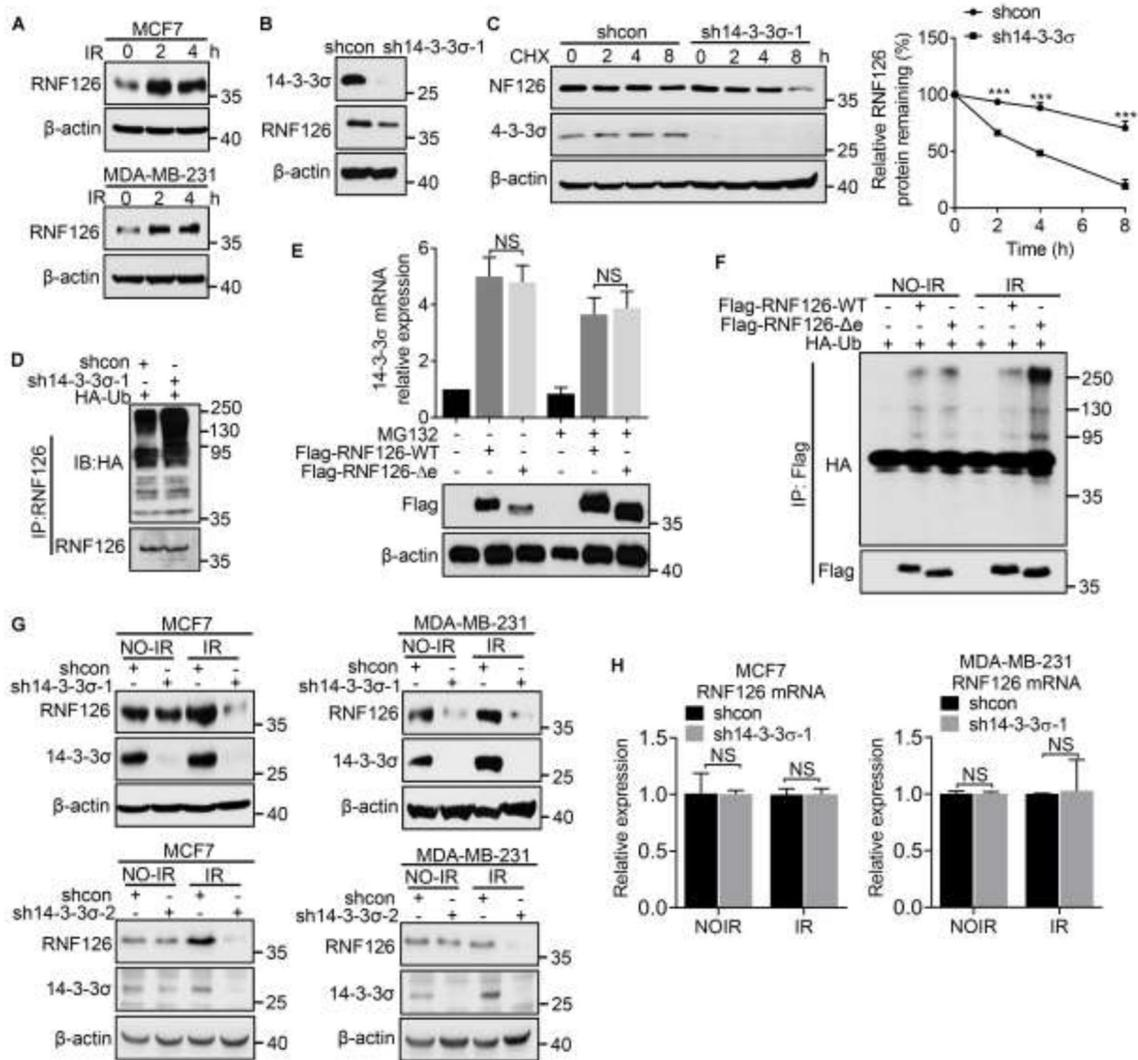 A
MCF7
IR 0 2 4 h
RNF126
35
β-actin
40
MDA-MB-231
IR 0 2 4 h
RNF126
35
β-actin
40
B
shcon sh14-3-3σ-1
14-3-3σ
25
RNF126
35
β-actin
40
C
shcon sh14-3-3σ-1
CHX 0 2 4 8 0 2 4 8 h
NF126
35
4-3-3σ
25
β-actin
40
shcon
sh14-3-3σ
Relative RNF126
protein remaining (%)
150
100
50
0
*** *** ***
0 2 4 6 8
Time (h)
D
shcon + -
sh14-3-3σ-1 - +
HA-Ub + +
IP:RNF126
IB:HA
250
130
95
35
RNF126
35
E
14-3-3σ mRNA
relative expression
6
4
2
0
NS NS
MG132 - - - + + +
Flag-RNF126-WT - + - - + -
Flag-RNF126-Δe - - + - - +
Flag
35
β-actin
40
F
NO-IR IR
Flag-RNF126-WT - + - - + -
Flag-RNF126-Δe - - + - - +
HA-Ub + + + + + +
IP: Flag
HA
250
130
95
35
Flag
35
G
MCF7
NO-IR IR
shcon + - + -
sh14-3-3σ-1 - + - +
RNF126
35
14-3-3σ
25
β-actin
40
MDA-MB-231
NO-IR IR
shcon + - + -
sh14-3-3σ-1 - + - +
RNF126
35
14-3-3σ
25
β-actin
40
MCF7
NO-IR IR
shcon + - + -
sh14-3-3σ-2 - + - +
RNF126
35
14-3-3σ
25
β-actin
40
MDA-MB-231
NO-IR IR
shcon + - + -
sh14-3-3σ-2 - + - +
RNF126
35
14-3-3σ
25
β-actin
40
H
MCF7
RNF126 mRNA
shcon
sh14-3-3σ-1
Relative expression
1.5
1.0
0.5
0.0
NS NS
NOIR IR
MDA-MB-231
RNF126 mRNA
shcon
sh14-3-3σ-1
Relative expression
1.5
1.0
0.5
0.0
NS NS
NOIR IR